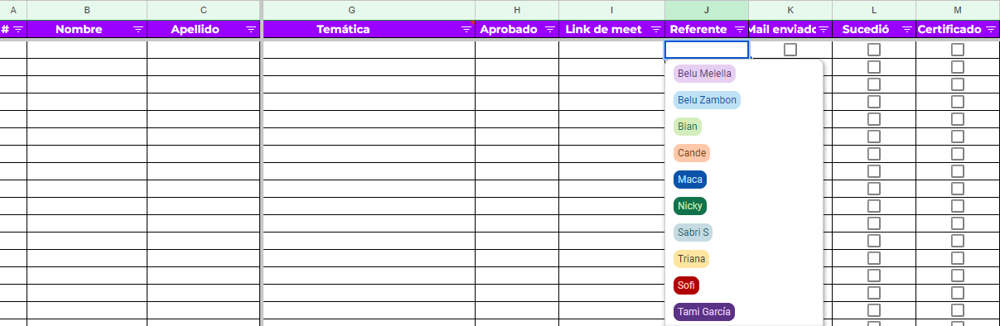 A B C G H I J K L M
# Nombre Apellido Temática Aprobado Link de meet Referente Mail enviado Sucedió Certificado
Belu Melella
Belu Zambon
Bian
Cande
Maca
Nicky
Sabri S
Triana
Sofi
Tami García